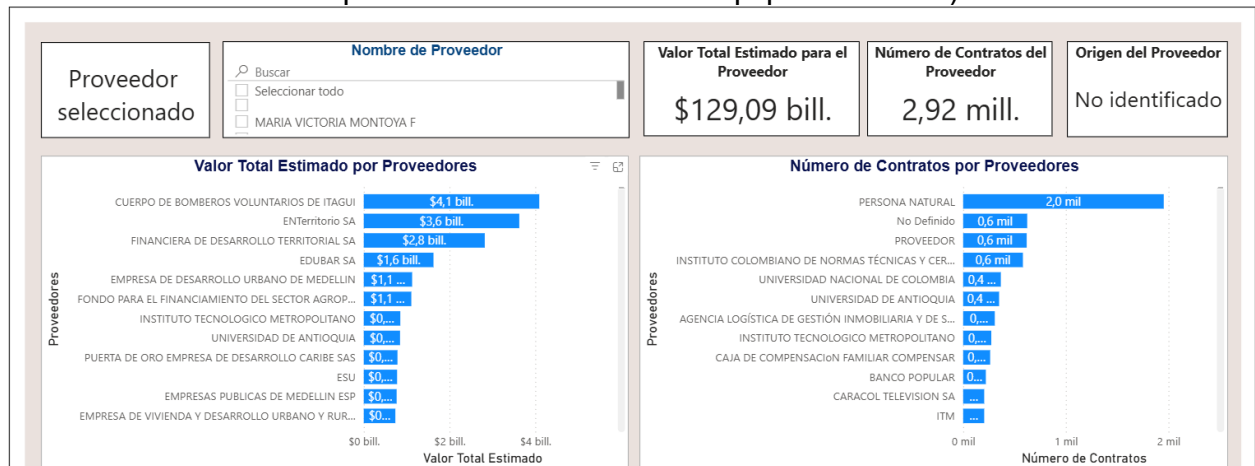 Proveedor
seleccionado
Nombre de Proveedor
Buscar
Seleccionar todo
MARIA VICTORIA MONTOYA F
Valor Total Estimado para el
Proveedor
$129,09 bill.
Número de Contratos del
Proveedor
2,92 mill.
Origen del Proveedor
No identificado
Valor Total Estimado por Proveedores
Proveedores
CUERPO DE BOMBEROS VOLUNTARIOS DE ITAGUI $4,1 bill.
ENTerritorio SA $3,6 bill.
FINANCIERA DE DESARROLLO TERRITORIAL SA $2,8 bill.
EDUBAR SA $1,6 bill.
EMPRESA DE DESARROLLO URBANO DE MEDELLIN $1,1 ...
FONDO PARA EL FINANCIAMIENTO DEL SECTOR AGROP... $1,1 ...
INSTITUTO TECNOLOGICO METROPOLITANO $0,...
UNIVERSIDAD DE ANTIOQUIA $0,...
PUERTA DE ORO EMPRESA DE DESARROLLO CARIBE SAS $0,...
ESU $0,...
EMPRESAS PUBLICAS DE MEDELLIN ESP $0,...
EMPRESA DE VIVIENDA Y DESARROLLO URBANO Y RUR... $0...
$0 bill. $2 bill. $4 bill.
Valor Total Estimado
Número de Contratos por Proveedores
Proveedores
PERSONA NATURAL 2,0 mil
No Definido 0,6 mil
PROVEEDOR 0,6 mil
INSTITUTO COLOMBIANO DE NORMAS TÉCNICAS Y CER... 0,6 mil
UNIVERSIDAD NACIONAL DE COLOMBIA 0,4 ...
UNIVERSIDAD DE ANTIOQUIA 0,4 ...
AGENCIA LOGÍSTICA DE GESTIÓN INMOBILIARIA Y DE S... 0,...
INSTITUTO TECNOLOGICO METROPOLITANO 0,...
CAJA DE COMPENSACIoN FAMILIAR COMPENSAR 0,...
BANCO POPULAR 0...
CARACOL TELEVISION SA ...
ITM ...
0 mil 1 mil 2 mil
Número de Contratos